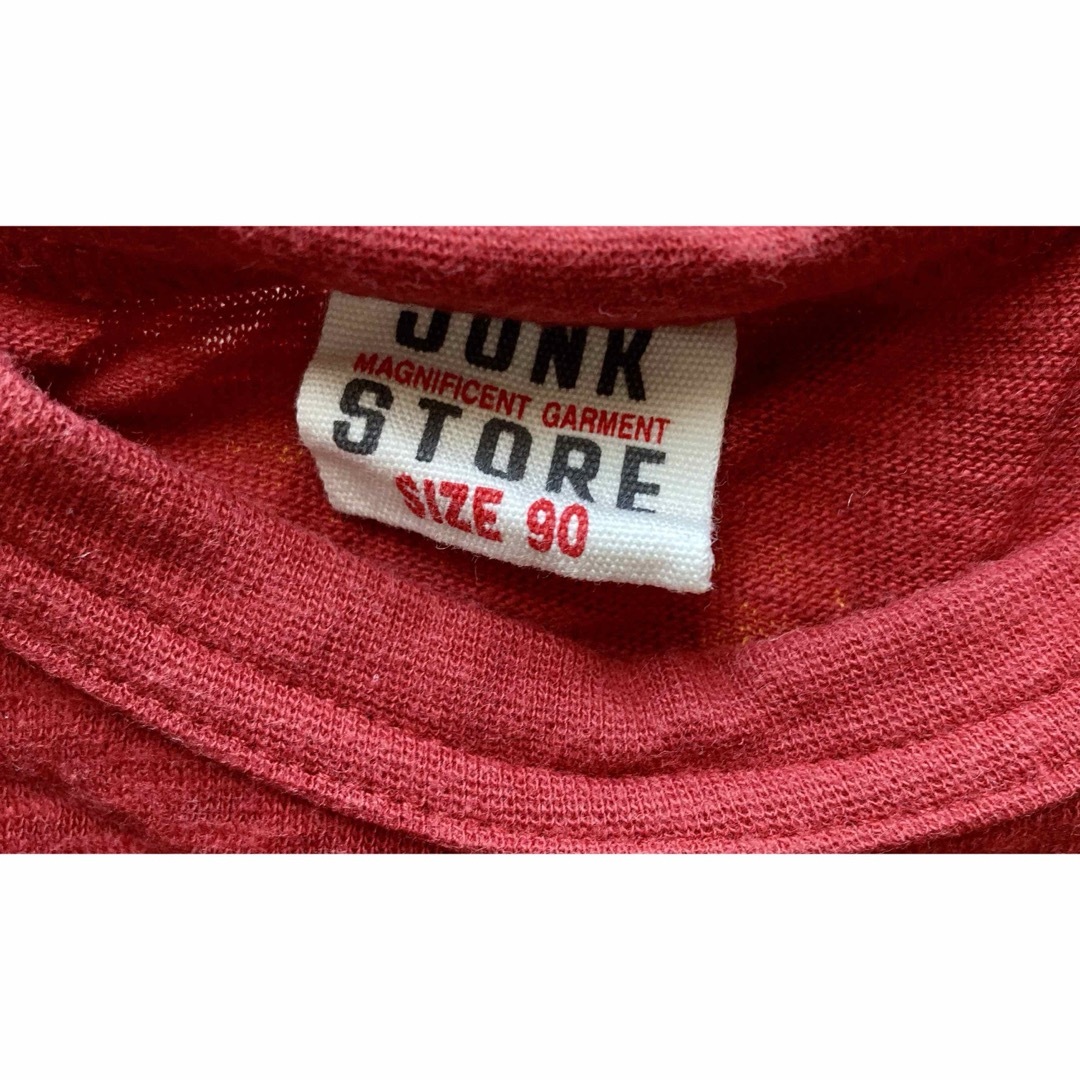 JUNK
MAGNIFICENT GARMENT
STORE
SIZE 90